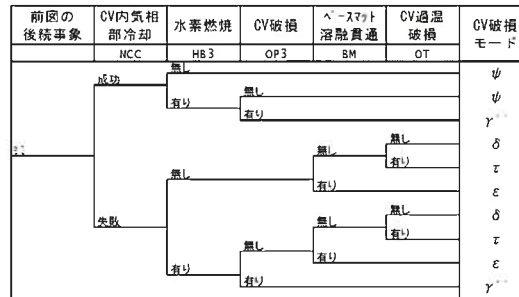 前図の CV内気相 水素燃焼 CV破損 ベースマット CV過温 CV破損
後続事象 部冷却 溶融貫通 破損 モード
NCC HB3 OP3 BM OT
無し ψ
成功
無し ψ
有り
有り γ
無し δ
無し
有り τ
無し
有り ε
失敗
無し δ
無し
有り τ
無し
有り ε
有り
有り γ